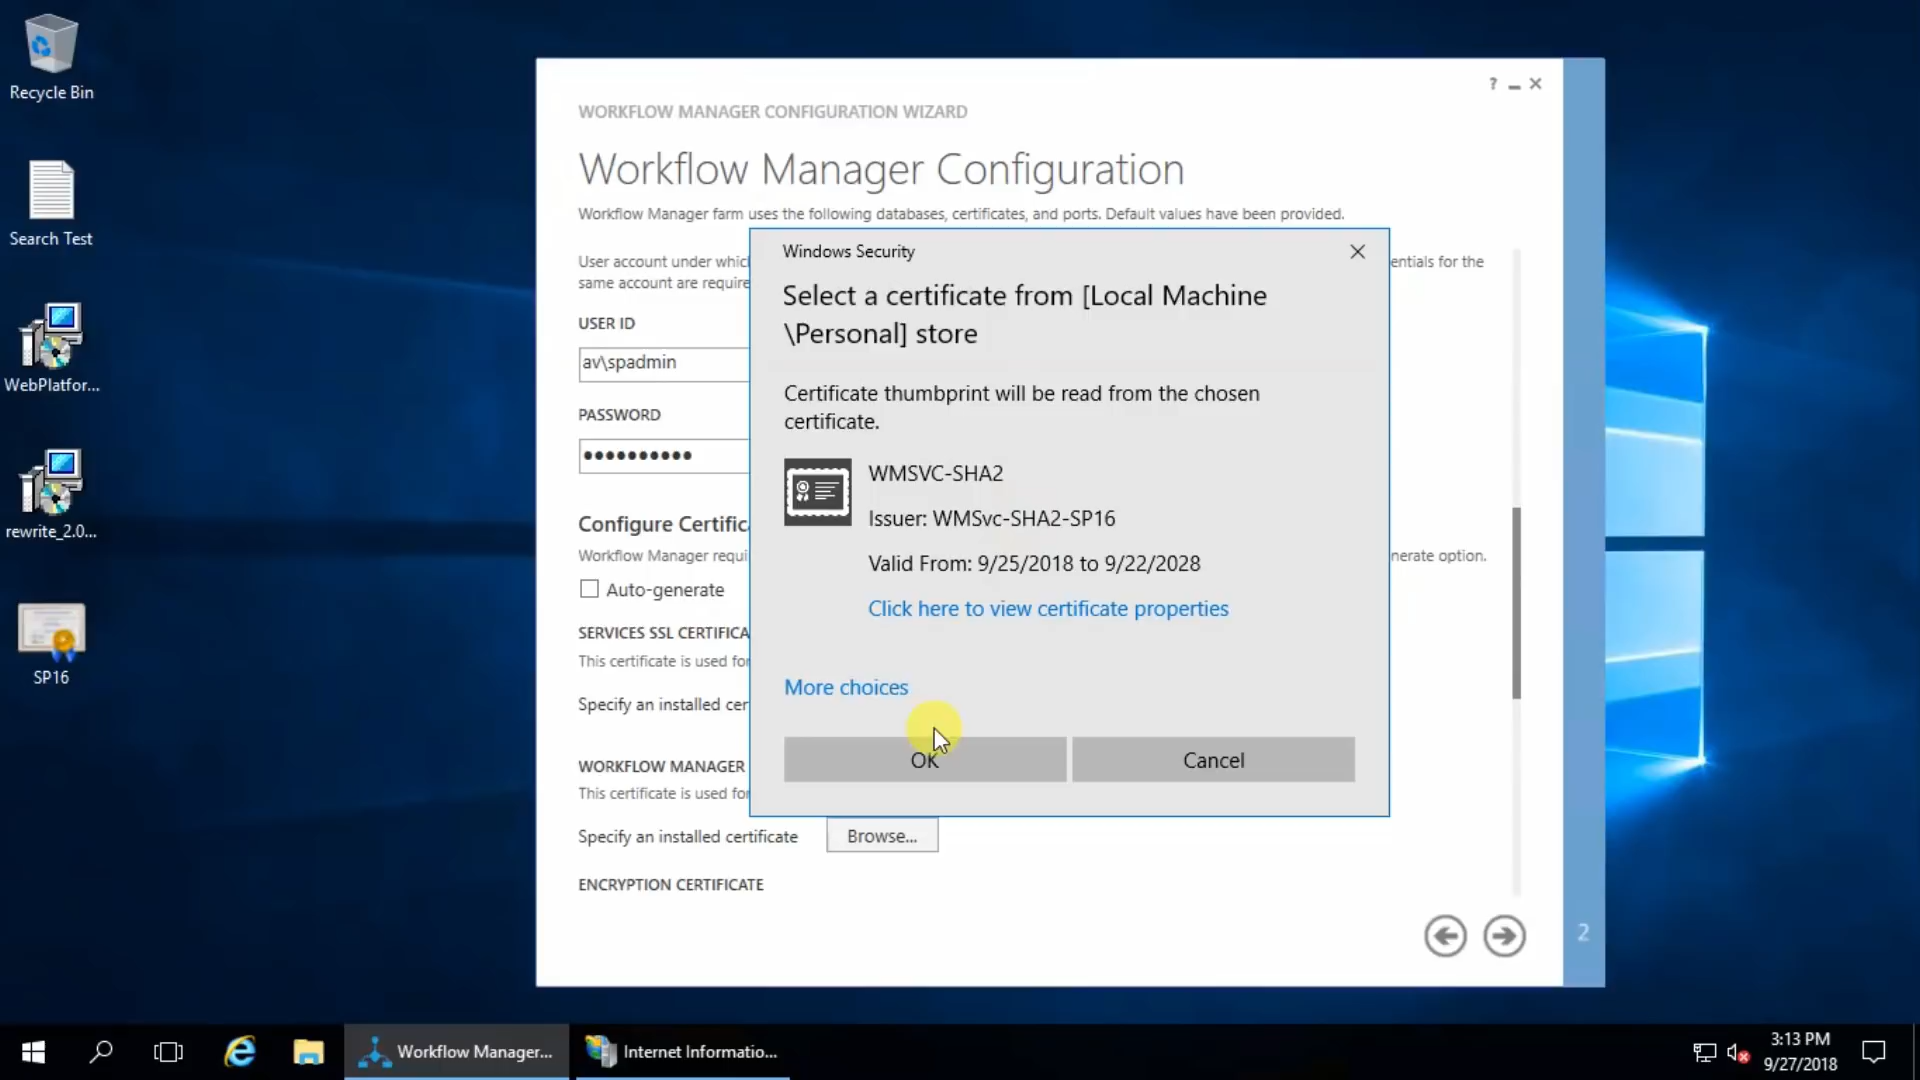 Recycle Bin
Search Test
WebPlatfor...
rewrite_2.0...
SP16
? 
WORKFLOW MANAGER CONFIGURATION WIZARD
Workflow Manager Configuration
Workflow Manager farm uses the following databases, certificates, and ports. Default values have been provided.
User account under which
entials for the
same account are require
USER ID
av\spadmin
PASSWORD
••••••••••
Configure Certific
Workflow Manager requi
nerate option.
Auto-generate
SERVICES SSL CERTIFICA
This certificate is used for
Specify an installed cer
WORKFLOW MANAGER
This certificate is used for
Specify an installed certificate
Browse...
ENCRYPTION CERTIFICATE
2
Windows Security
Select a certificate from [Local Machine
\Personal] store
Certificate thumbprint will be read from the chosen
certificate.
WMSVC-SHA2
Issuer: WMSvc-SHA2-SP16
Valid From: 9/25/2018 to 9/22/2028
Click here to view certificate properties
More choices
OK
Cancel
Workflow Manager...
Internet Informatio...
3:13 PM
9/27/2018